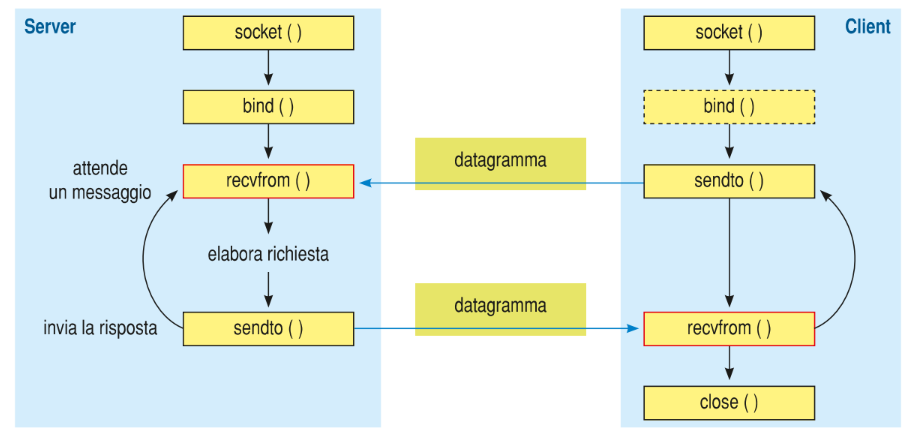 Server
socket ( )
bind ( )
attende
un messaggio
recvfrom ( )
elabora richiesta
invia la risposta
sendto ( )
datagramma
datagramma
Client
socket ( )
bind ( )
sendto ( )
recvfrom ( )
close ( )